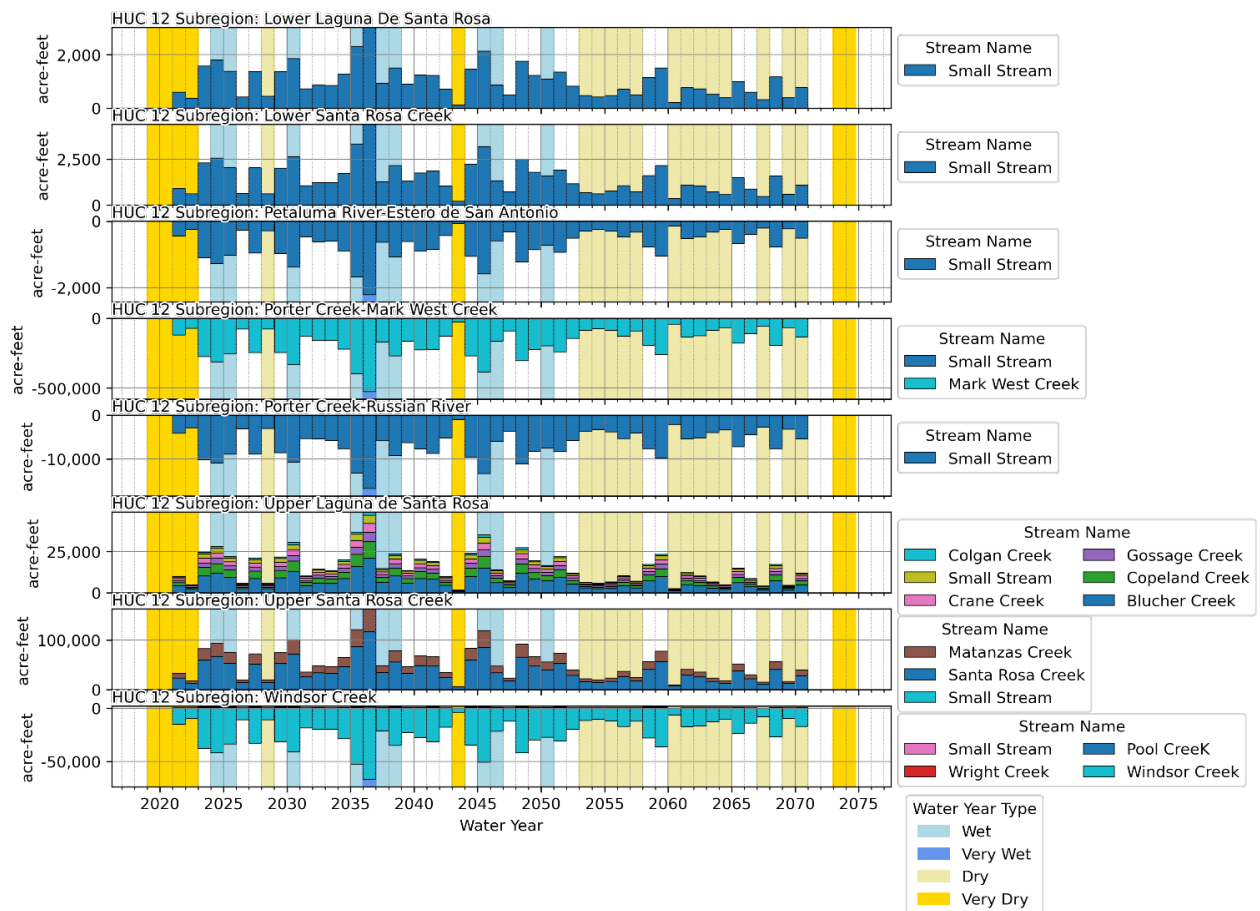 HUC 12 Subregion: Lower Laguna De Santa Rosa
acre-feet
2,000
0
Stream Name
Small Stream
HUC 12 Subregion: Lower Santa Rosa Creek
acre-feet
2,500
0
Stream Name
Small Stream
HUC 12 Subregion: Petaluma River-Estero de San Antonio
acre-feet
0
-2,000
Stream Name
Small Stream
HUC 12 Subregion: Porter Creek-Mark West Creek
acre-feet
0
-500,000
Stream Name
Small Stream
Mark West Creek
HUC 12 Subregion: Porter Creek-Russian River
acre-feet
0
-10,000
Stream Name
Small Stream
HUC 12 Subregion: Upper Laguna de Santa Rosa
acre-feet
25,000
0
Stream Name
Colgan Creek Gossage Creek
Small Stream Copeland Creek
Crane Creek Blucher Creek
HUC 12 Subregion: Upper Santa Rosa Creek
acre-feet
100,000
0
Stream Name
Matanzas Creek
Santa Rosa Creek
Small Stream
HUC 12 Subregion: Windsor Creek
acre-feet
0
-50,000
Stream Name
Small Stream Pool CreeK
Wright Creek Windsor Creek
2020 2025 2030 2035 2040 2045 2050 2055 2060 2065 2070 2075
Water Year
Water Year Type
Wet
Very Wet
Dry
Very Dry